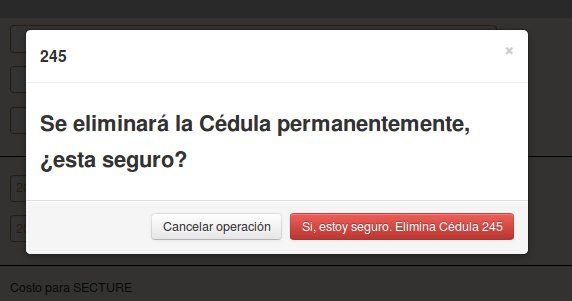 245
×
Se eliminará la Cédula permanentemente,
¿esta seguro?
Cancelar operación
Si, estoy seguro. Elimina Cédula 245
Costo para SECTURE